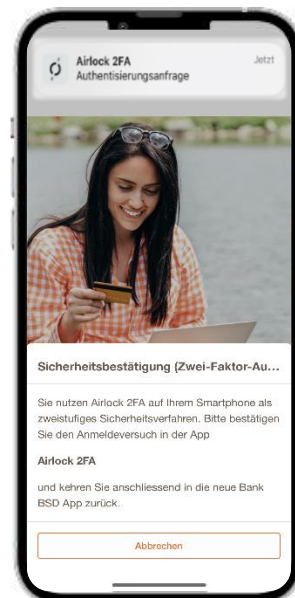 Airlock 2FA
Jetzt
Authentisierungsanfrage
Sicherheitsbestätigung (Zwei-Faktor-Au...
Sie nutzen Airlock 2FA auf Ihrem Smartphone als
zweistufiges Sicherheitsverfahren. Bitte bestätigen
Sie den Anmeldeversuch in der App
Airlock 2FA
und kehren Sie anschliessend in die neue Bank
BSD App zurück.
Abbrechen